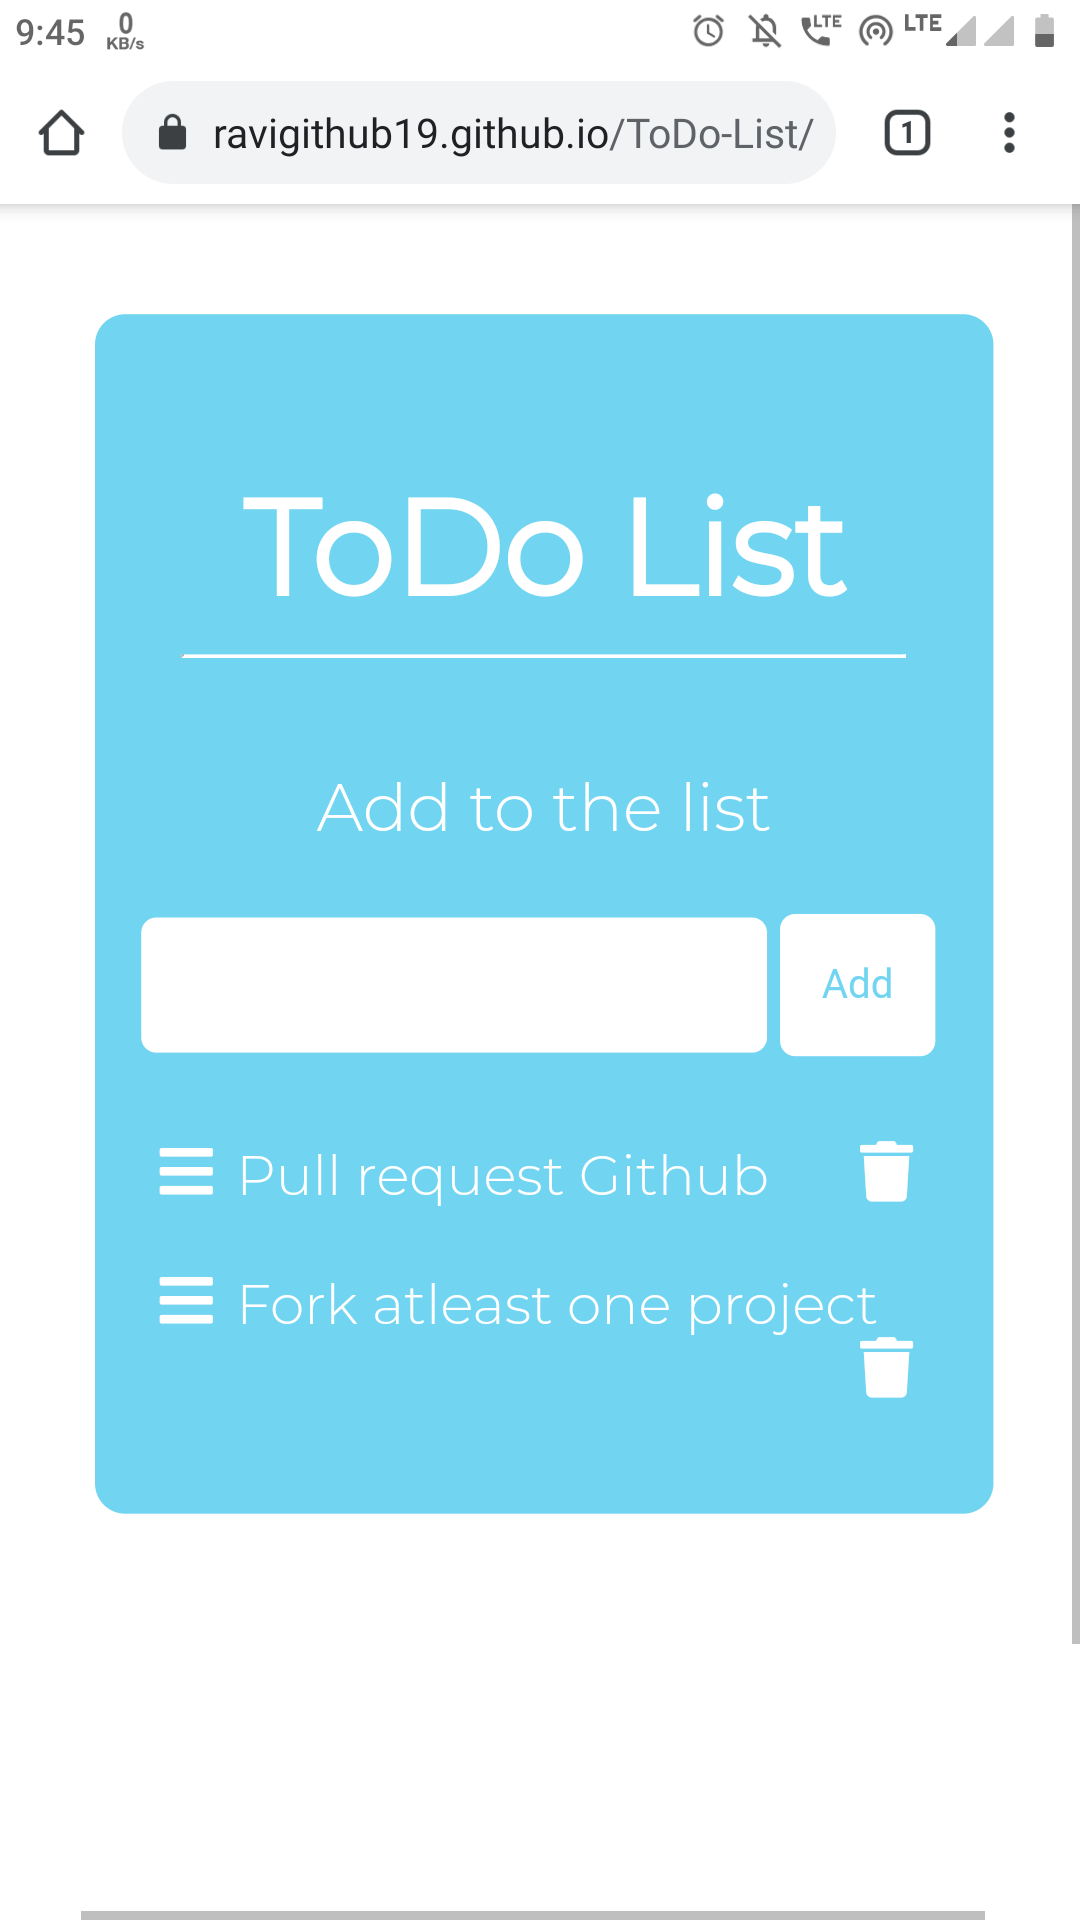 9:45 0 KB/s LTE LTE
ravigithub19.github.io/ToDo-List/ 1
ToDo List
Add to the list
Add
Pull request Github
Fork atleast one project